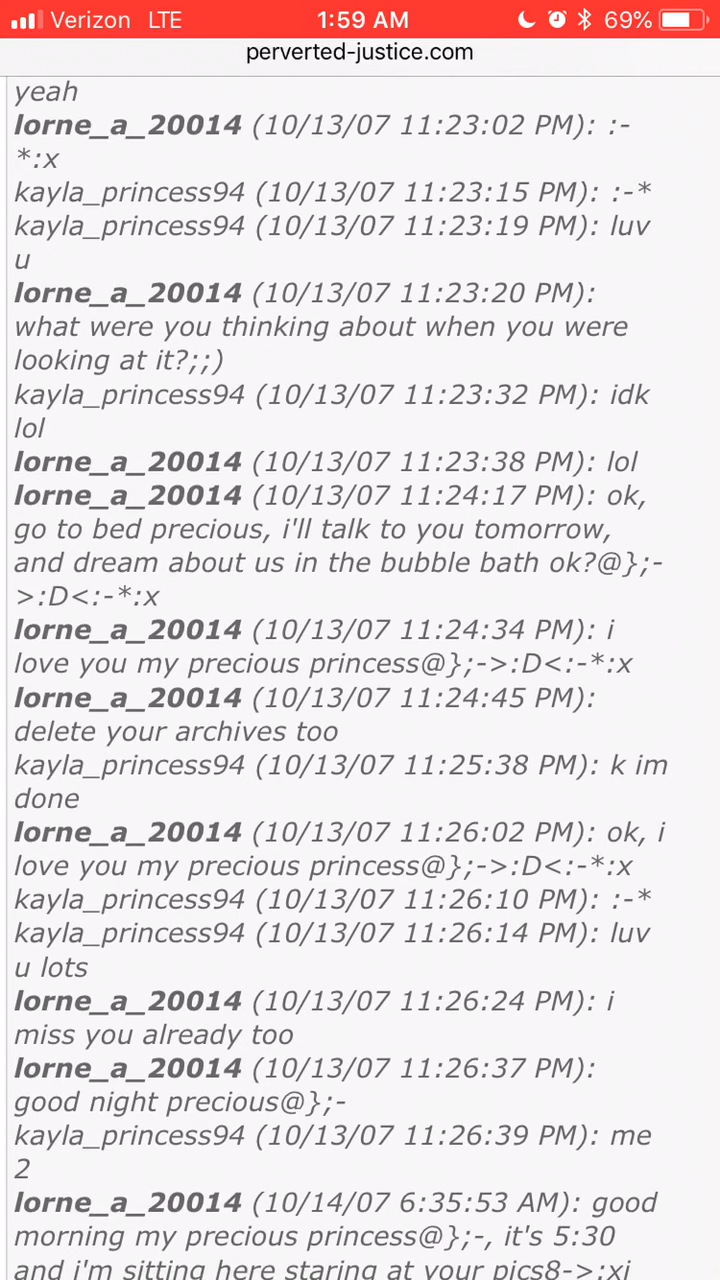 Verizon LTE 1:59 AM 69%
perverted-justice.com
yeah
lorne_a_20014 (10/13/07 11:23:02 PM): :-
*:x
kayla_princess94 (10/13/07 11:23:15 PM): :-*
kayla_princess94 (10/13/07 11:23:19 PM): luv
u
lorne_a_20014 (10/13/07 11:23:20 PM):
what were you thinking about when you were
looking at it?;;)
kayla_princess94 (10/13/07 11:23:32 PM): idk
lol
lorne_a_20014 (10/13/07 11:23:38 PM): lol
lorne_a_20014 (10/13/07 11:24:17 PM): ok,
go to bed precious, i'll talk to you tomorrow,
and dream about us in the bubble bath ok?@};-
>:D<:-*:x
lorne_a_20014 (10/13/07 11:24:34 PM): i
love you my precious princess@};->:D<:-*:x
lorne_a_20014 (10/13/07 11:24:45 PM):
delete your archives too
kayla_princess94 (10/13/07 11:25:38 PM): k im
done
lorne_a_20014 (10/13/07 11:26:02 PM): ok, i
love you my precious princess@};->:D<:-*:x
kayla_princess94 (10/13/07 11:26:10 PM): :-*
kayla_princess94 (10/13/07 11:26:14 PM): luv
u lots
lorne_a_20014 (10/13/07 11:26:24 PM): i
miss you already too
lorne_a_20014 (10/13/07 11:26:37 PM):
good night precious@};-
kayla_princess94 (10/13/07 11:26:39 PM): me
2
lorne_a_20014 (10/14/07 6:35:53 AM): good
morning my precious princess@};-, it's 5:30
and i'm sitting here staring at your pics8->:xi